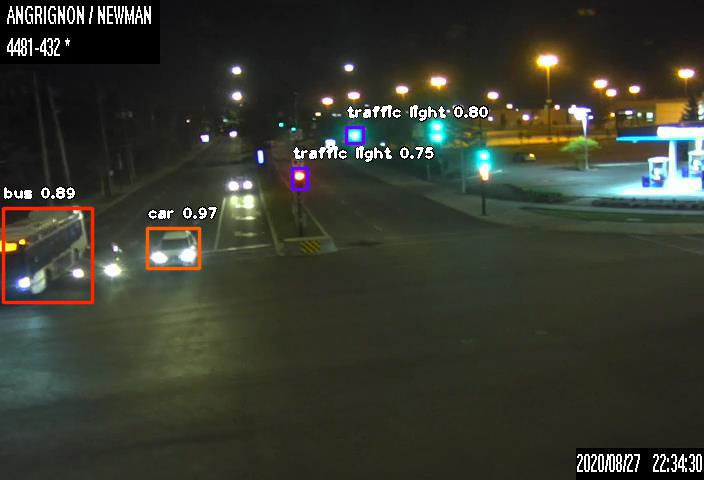 ANGRIGNON / NEWMAN
4481-432 *
traffic light 0.80
traffic light 0.75
bus 0.89
car 0.97
2020/08/27 22:34:30